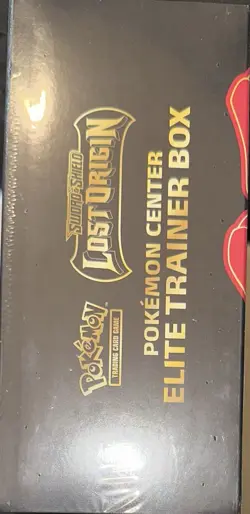 SWORD & SHIELD
LOST ORIGIN
POKÉMON
TRADING CARD GAME
POKÉMON CENTER
ELITE TRAINER BOX